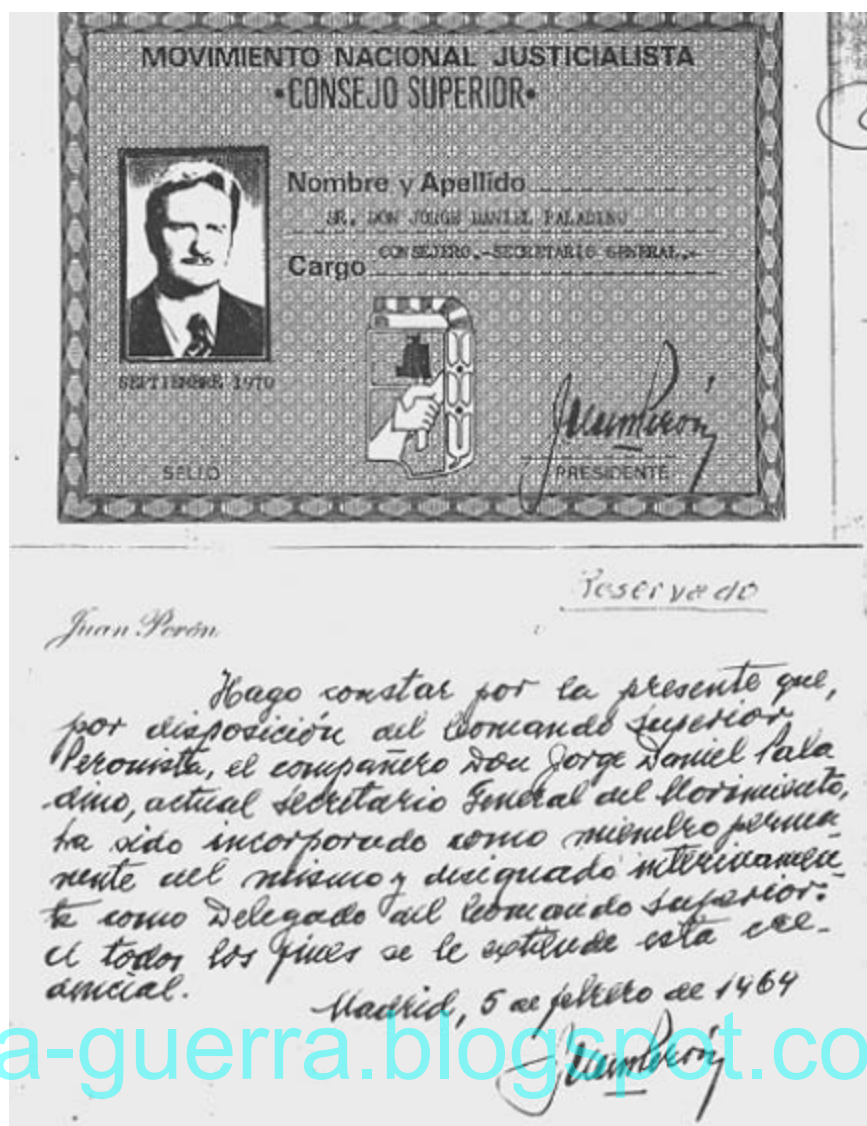 MOVIMIENTO NACIONAL JUSTICIALISTA
•CONSEJO SUPERIOR•
Nombre y Apellido
SR. DON JORGE DANIEL PALADINO
Cargo CONSEJERO.-SECRETARIO GENERAL.-
SEPTIEMBRE 1970
SELLO
Juan Perón
PRESIDENTE
Reservado
Juan Perón
Hago constar por la presente que,
por disposición del Comando Superior
Peronista, el compañero Don Jorge Daniel Pala
dino, actual Secretario General del Movimiento,
ha sido incorporado como miembro perma
nente del mismo y designado interinamen
te como Delegado del Comando Superior.
A todos los fines se le extiende esta cre-
dencial.
Madrid, 5 de febrero de 1969
Juan Perón
a-guerra.blogspot.co